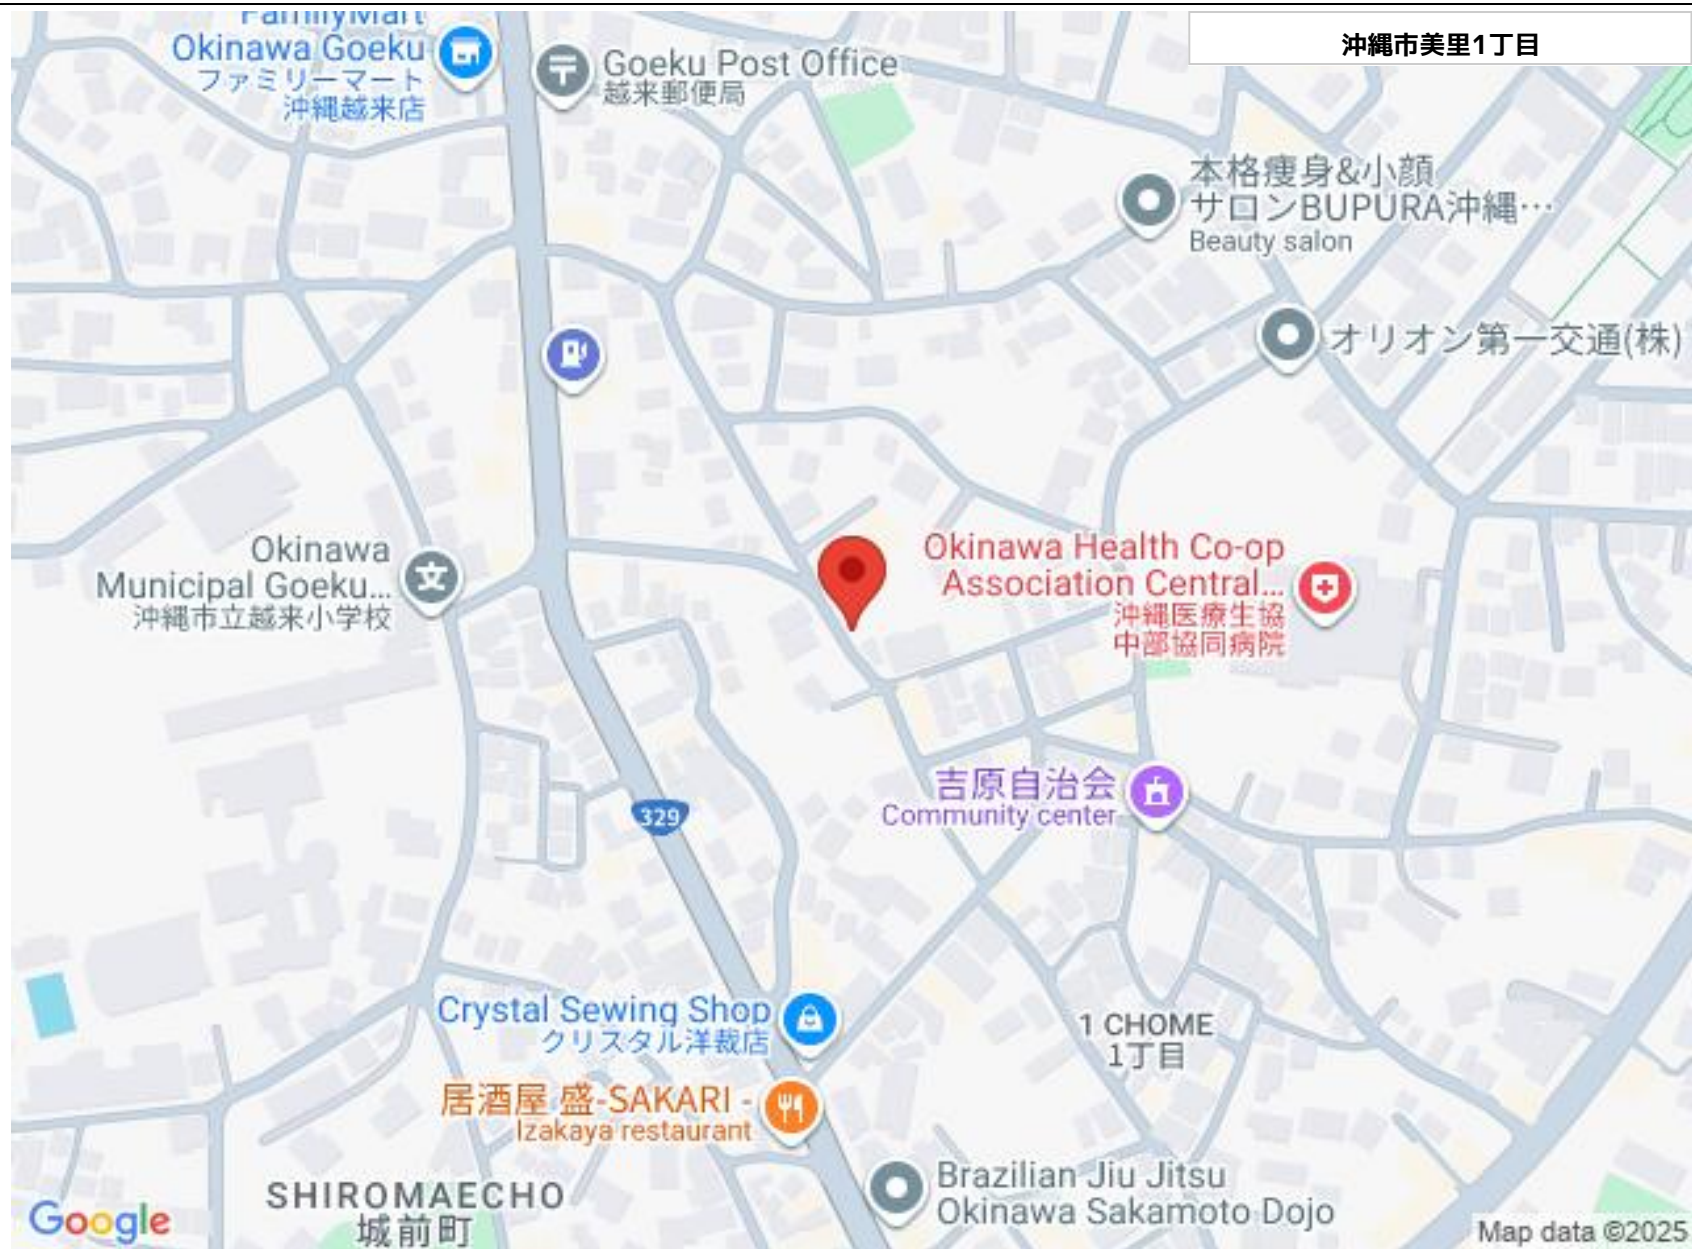 沖縄市美里1丁目
FamilyMart
Okinawa Goeku
ファミリーマート
沖縄越来店
Goeku Post Office
越来郵便局
本格痩身&小顔
サロンBUPURA沖縄…
Beauty salon
オリオン第一交通(株)
Okinawa
Municipal Goeku...
沖縄市立越来小学校
Okinawa Health Co-op
Association Central...
沖縄医療生協
中部協同病院
吉原自治会
Community center
329
Crystal Sewing Shop
クリスタル洋裁店
1 CHOME
1丁目
居酒屋 盛-SAKARI -
Izakaya restaurant
Brazilian Jiu Jitsu
Okinawa Sakamoto Dojo
SHIROMAECHO
城前町
Google
Map data ©2025